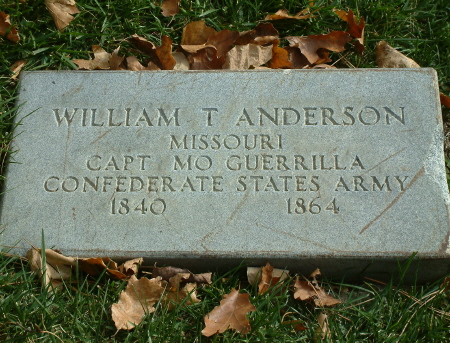 WILLIAM T ANDERSON
MISSOURI
CAPT MO GUERRILLA
CONFEDERATE STATES ARMY
1840 1864